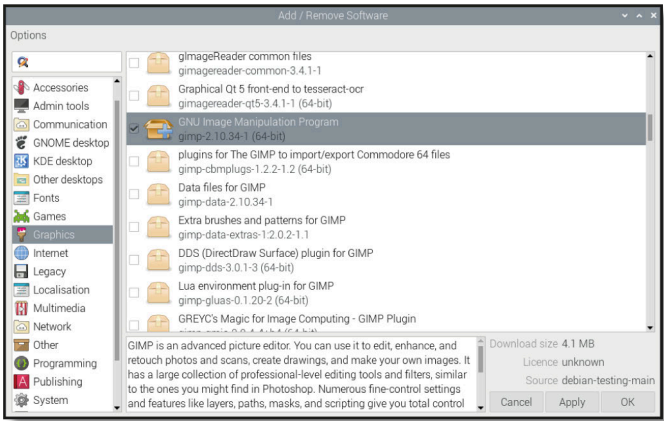 Add / Remove Software
Options
Accessories
Admin tools
Communication
GNOME desktop
KDE desktop
Other desktops
Fonts
Games
Graphics
Internet
Legacy
Localisation
Multimedia
Network
Other
Programming
Publishing
System
gImageReader common files
gimagereader-common-3.4.1-1
Graphical Qt 5 front-end to tesseract-ocr
gimagereader-qt5-3.4.1-1 (64-bit)
GNU Image Manipulation Program
gimp-2.10.34-1 (64-bit)
plugins for The GIMP to import/export Commodore 64 files
gimp-cbmplugs-1.2.2-1.2 (64-bit)
Data files for GIMP
gimp-data-2.10.34-1
Extra brushes and patterns for GIMP
gimp-data-extras-1:2.0.2-1.1
DDS (DirectDraw Surface) plugin for GIMP
gimp-dds-3.0.1-3 (64-bit)
Lua environment plug-in for GIMP
gimp-gluas-0.1.20-2 (64-bit)
GREYC's Magic for Image Computing - GIMP Plugin
GIMP is an advanced picture editor. You can use it to edit, enhance, and
retouch photos and scans, create drawings, and make your own images. It
has a large collection of professional-level editing tools and filters, similar
to the ones you might find in Photoshop. Numerous fine-control settings
and features like layers, paths, masks, and scripting give you total control
Download size 4.1 MB
Licence unknown
Source debian-testing-main
Cancel
Apply
OK